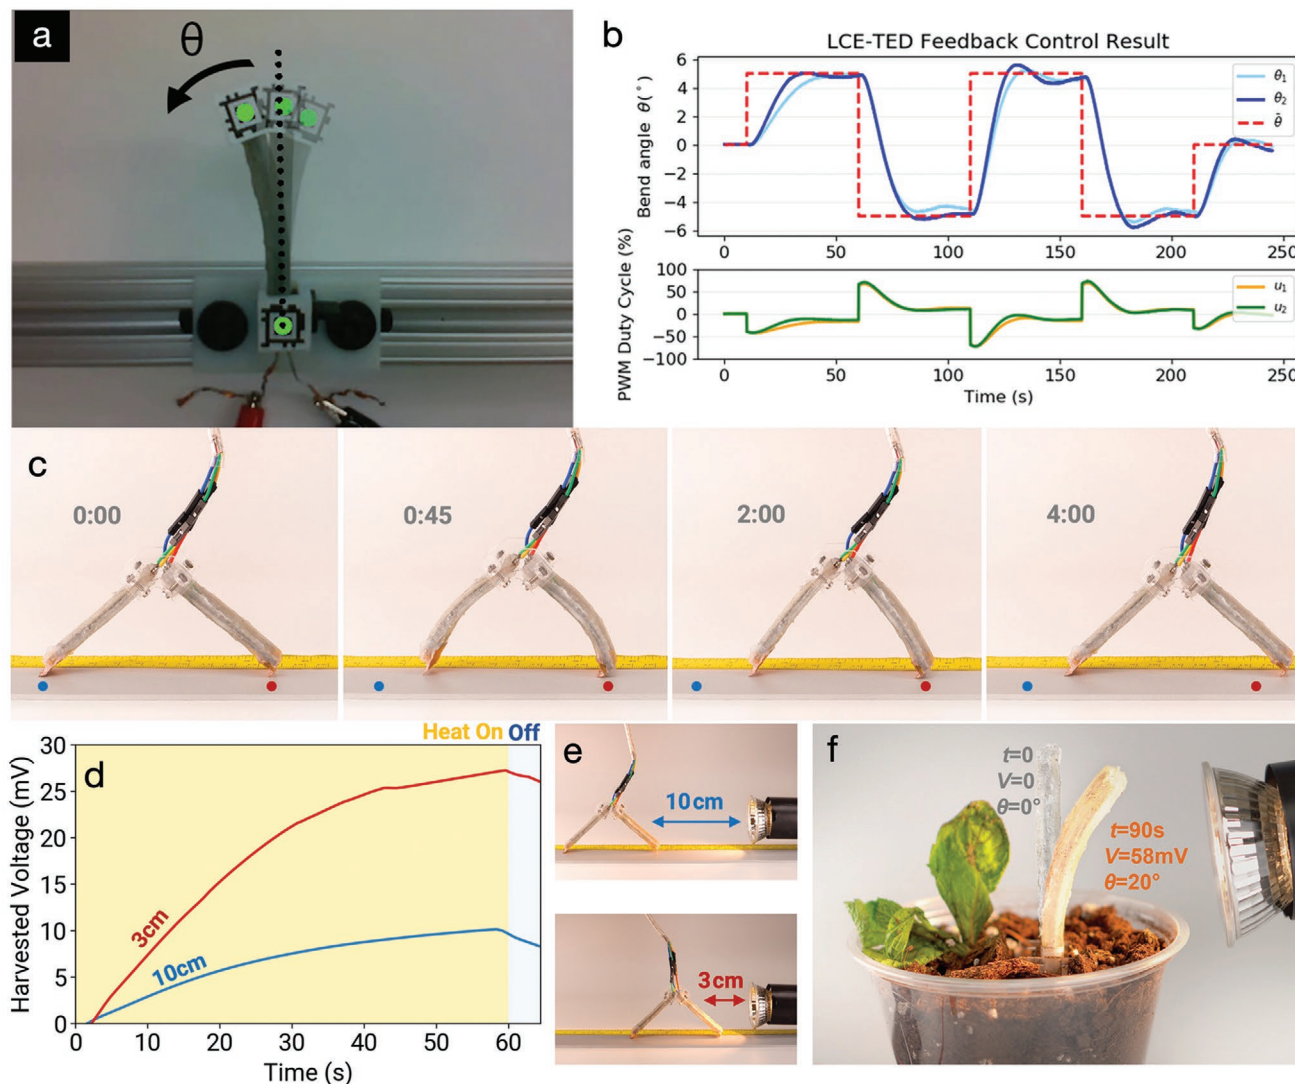 a
θ
b
LCE-TED Feedback Control Result
Bend angle θ(°)
6
4
2
0
−2
−4
−6
θ₁
θ₂
θ̂
0
50
100
150
200
250
PWM Duty Cycle (%)
100
50
0
−50
−100
u₁
u₂
0
50
100
150
200
250
Time (s)
c
0:00
0:45
2:00
4:00
d
Heat On Off
Harvested Voltage (mV)
30
25
20
15
10
5
0
3cm
10cm
0
10
20
30
40
50
60
Time (s)
e
10cm
3cm
f
t=0
V=0
θ=0°
t=90s
V=58mV
θ=20°